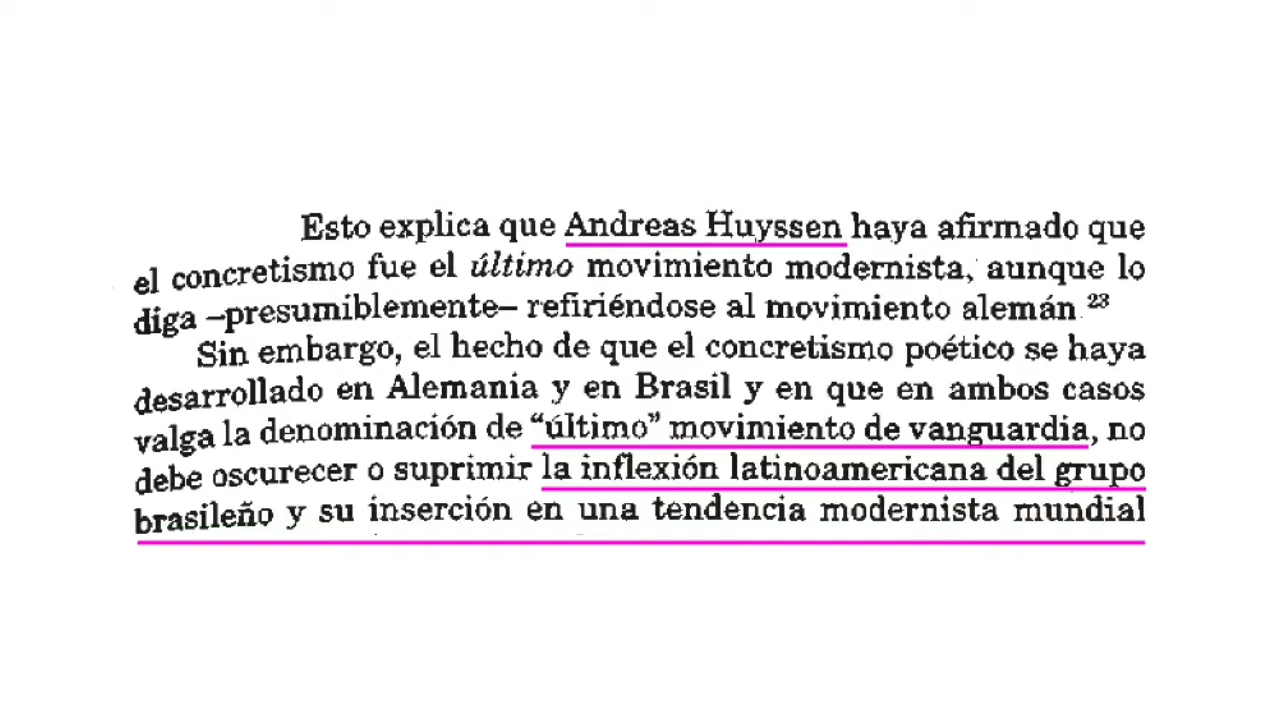 Esto explica que Andreas Huyssen haya afirmado que
el concretismo fue el último movimiento modernista, aunque lo
diga –presumiblemente– refiriéndose al movimiento alemán 23
Sin embargo, el hecho de que el concretismo poético se haya
desarrollado en Alemania y en Brasil y en que en ambos casos
valga la denominación de “último” movimiento de vanguardia, no
debe oscurecer o suprimir la inflexión latinoamericana del grupo
brasileño y su inserción en una tendencia modernista mundial